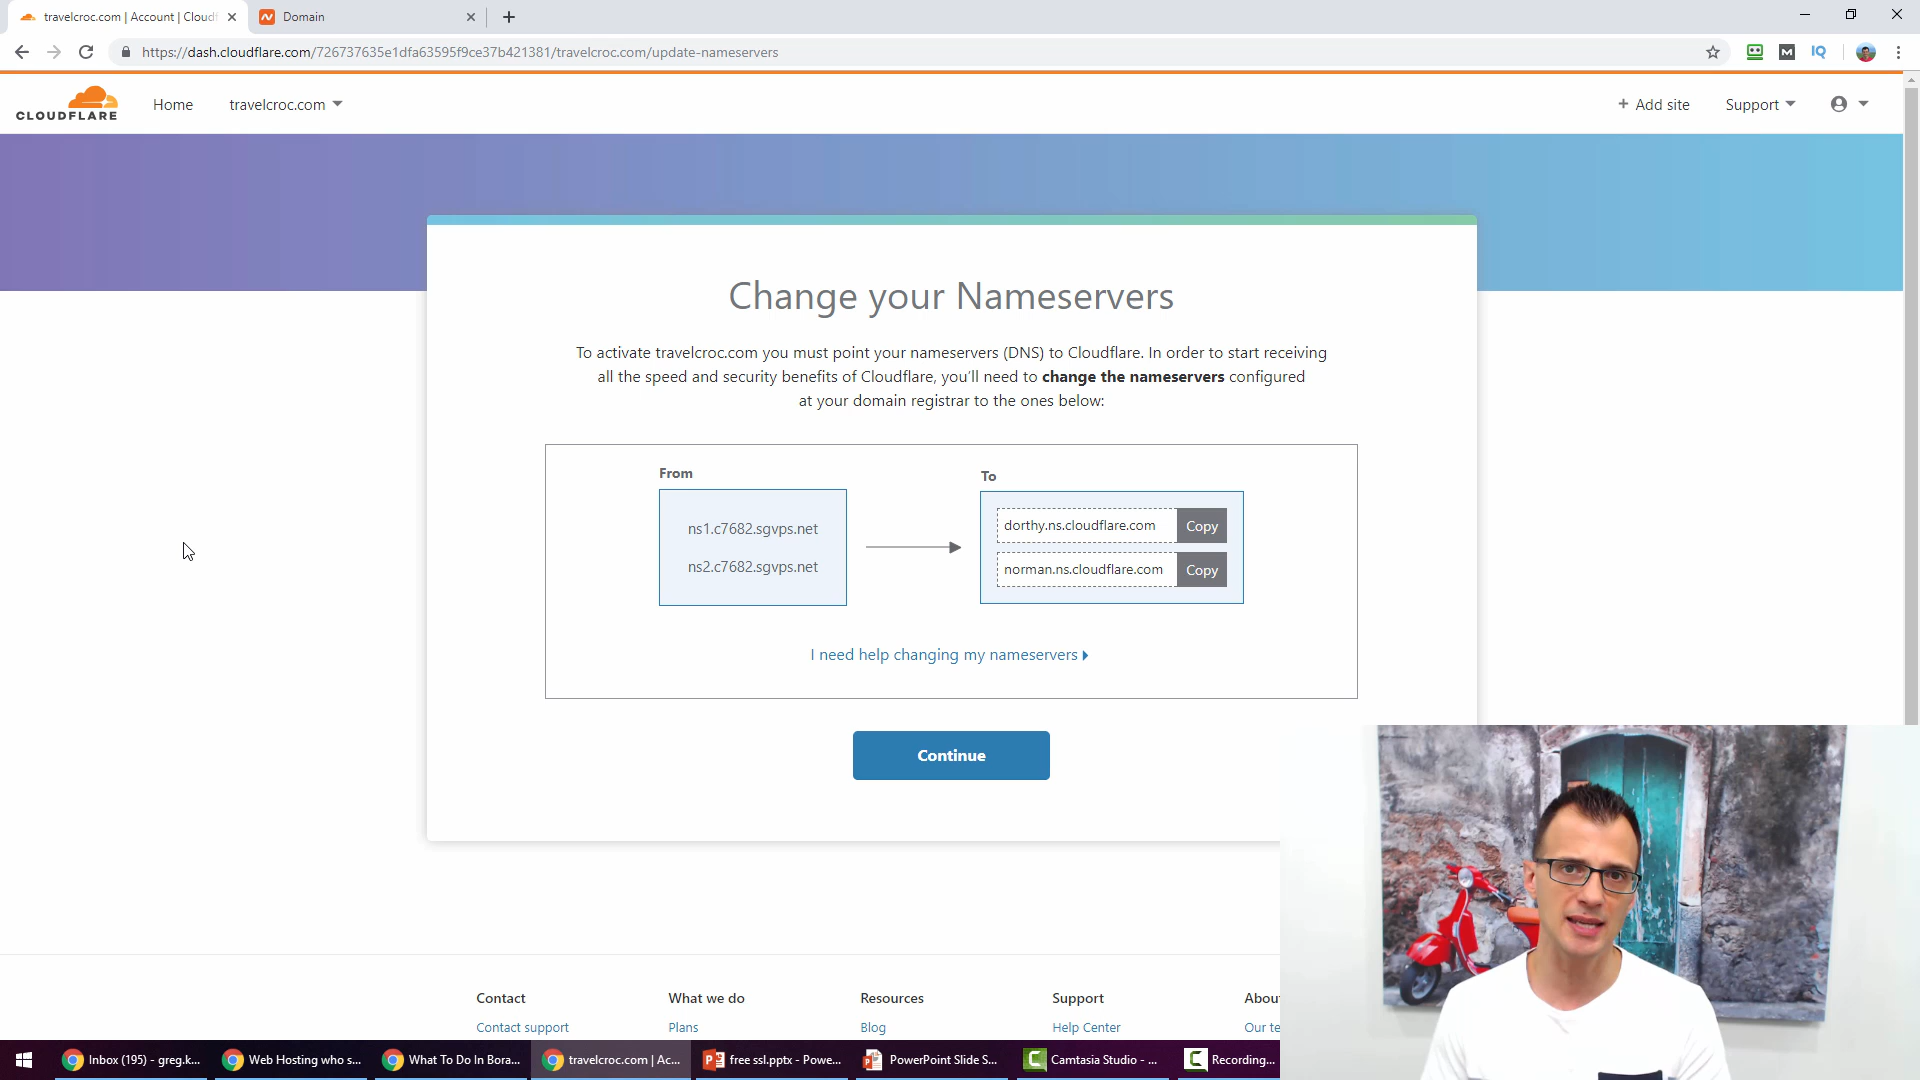 travelcroc.com | Account | Cloudf
Domain
https://dash.cloudflare.com/726737635e1dfa63595f9ce37b421381/travelcroc.com/update-nameservers
M
IQ
CLOUDFLARE
Home
travelcroc.com
+ Add site
Support
Change your Nameservers
To activate travelcroc.com you must point your nameservers (DNS) to Cloudflare. In order to start receiving
all the speed and security benefits of Cloudflare, you'll need to change the nameservers configured
at your domain registrar to the ones below:
From
ns1.c7682.sgvps.net
ns2.c7682.sgvps.net
To
dorthy.ns.cloudflare.com Copy
norman.ns.cloudflare.com Copy
I need help changing my nameservers
Continue
Contact
Contact support
What we do
Plans
Resources
Blog
Support
Help Center
Abou
Our te
Inbox (195) - greg.k...
Web Hosting who s...
What To Do In Bora...
travelcroc.com | Ac...
free ssl.pptx - Powe...
PowerPoint Slide S...
Camtasia Studio - ...
Recording...